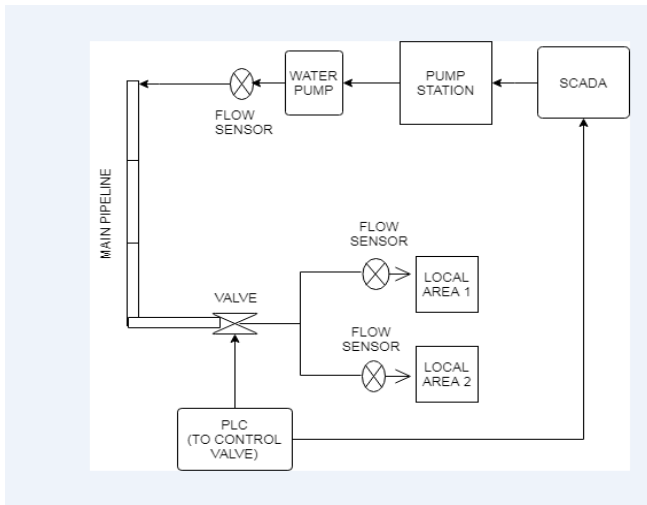 WATER
PUMP
PUMP
STATION
SCADA
FLOW
SENSOR
MAIN PIPELINE
FLOW
SENSOR
LOCAL
AREA 1
VALVE
FLOW
SENSOR
LOCAL
AREA 2
PLC
(TO CONTROL
VALVE)